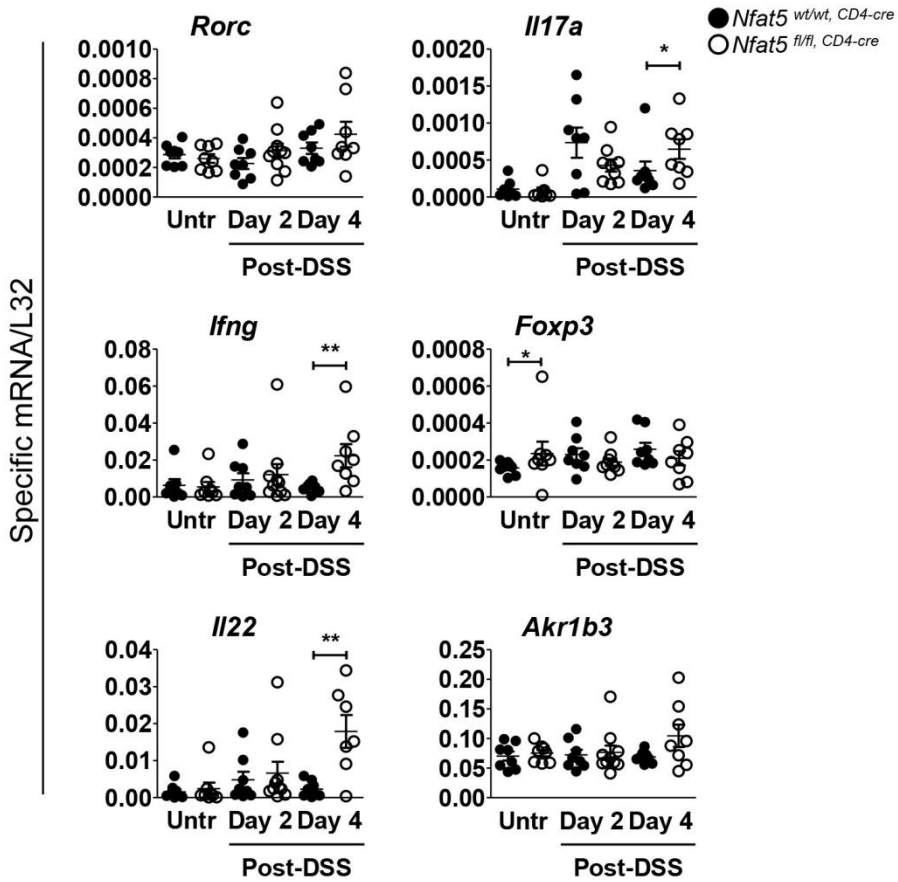 Nfat5 wt/wt, CD4-cre
Nfat5 fl/fl, CD4-cre
Specific mRNA/L32
Rorc
0.0010
0.0008
0.0006
0.0004
0.0002
0.0000
Untr Day 2 Day 4
Post-DSS
Il17a
0.0020
0.0015
0.0010
0.0005
0.0000
*
Untr Day 2 Day 4
Post-DSS
Ifng
0.08
0.06
0.04
0.02
0.00
**
Untr Day 2 Day 4
Post-DSS
Foxp3
0.0008
0.0006
0.0004
0.0002
0.0000
*
Untr Day 2 Day 4
Post-DSS
Il22
0.04
0.03
0.02
0.01
0.00
**
Untr Day 2 Day 4
Post-DSS
Akr1b3
0.25
0.20
0.15
0.10
0.05
0.00
Untr Day 2 Day 4
Post-DSS